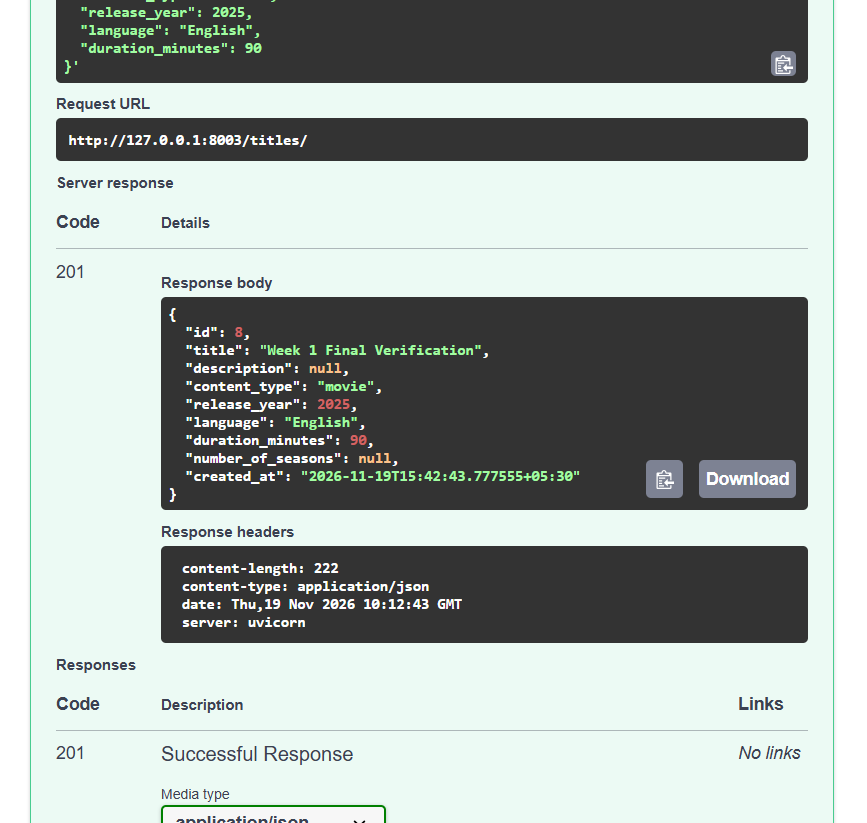 "release_year": 2025,
"language": "English",
"duration_minutes": 90
}'
Request URL
http://127.0.0.1:8003/titles/
Server response
Code Details
201
Response body
{
"id": 8,
"title": "Week 1 Final Verification",
"description": null,
"content_type": "movie",
"release_year": 2025,
"language": "English",
"duration_minutes": 90,
"number_of_seasons": null,
"created_at": "2026-11-19T15:42:43.777555+05:30"
}
Download
Response headers
content-length: 222
content-type: application/json
date: Thu,19 Nov 2026 10:12:43 GMT
server: uvicorn
Responses
Code Description Links
201 Successful Response No links
Media type
application/json